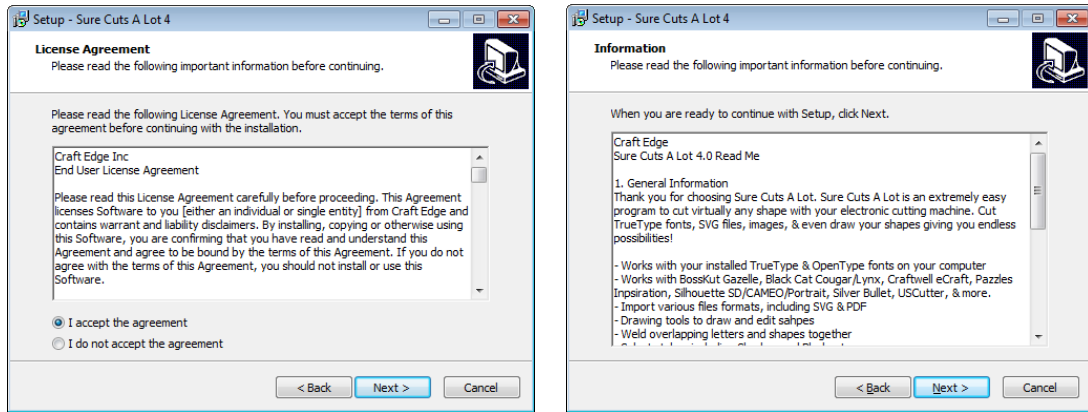 Setup - Sure Cuts A Lot 4
License Agreement
Please read the following important information before continuing.
Please read the following License Agreement. You must accept the terms of this
agreement before continuing with the installation.
Craft Edge Inc
End User License Agreement
Please read this License Agreement carefully before proceeding. This Agreement
licenses Software to you [either an individual or single entity] from Craft Edge and
contains warrant and liability disclaimers. By installing, copying or otherwise using
this Software, you are confirming that you have read and understand this
Agreement and agree to be bound by the terms of this Agreement. If you do not
agree with the terms of this Agreement, you should not install or use this
Software.
I accept the agreement
I do not accept the agreement
< Back
Next >
Cancel
Setup - Sure Cuts A Lot 4
Information
Please read the following important information before continuing.
When you are ready to continue with Setup, click Next.
Craft Edge
Sure Cuts A Lot 4.0 Read Me
1. General Information
Thank you for choosing Sure Cuts A Lot. Sure Cuts A Lot is an extremely easy
program to cut virtually any shape with your electronic cutting machine. Cut
TrueType fonts, SVG files, images, & even draw your shapes giving you endless
possibilities!
- Works with your installed TrueType & OpenType fonts on your computer
- Works with BossKut Gazelle, Black Cat Cougar/Lynx, Craftwell eCraft, Pazzles
Inpsiration, Silhouette SD/CAMEO/Portrait, Silver Bullet, USCutter, & more.
- Import various files formats, including SVG & PDF
- Drawing tools to draw and edit sahpes
- Weld overlapping letters and shapes together
< Back
Next >
Cancel